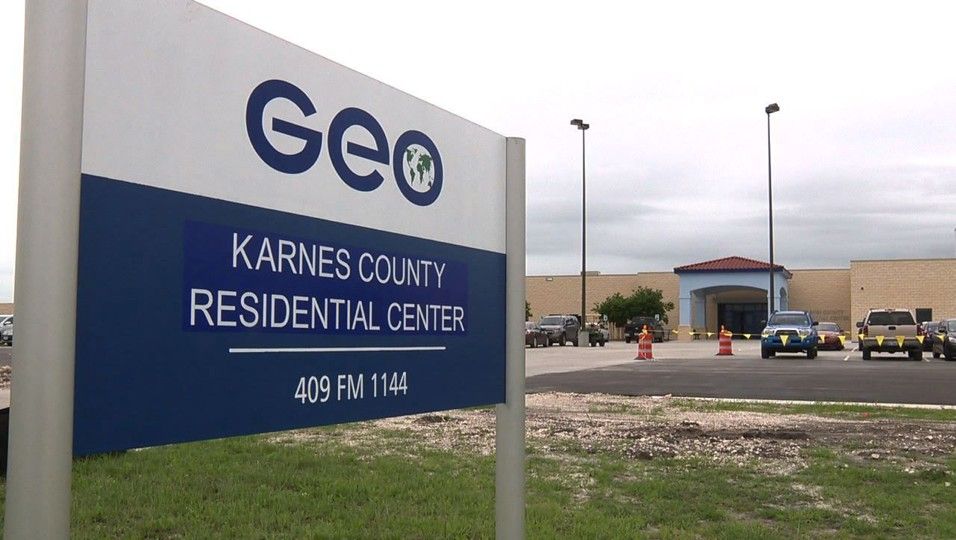 GEO
KARNES COUNTY
RESIDENTIAL CENTER
409 FM 1144